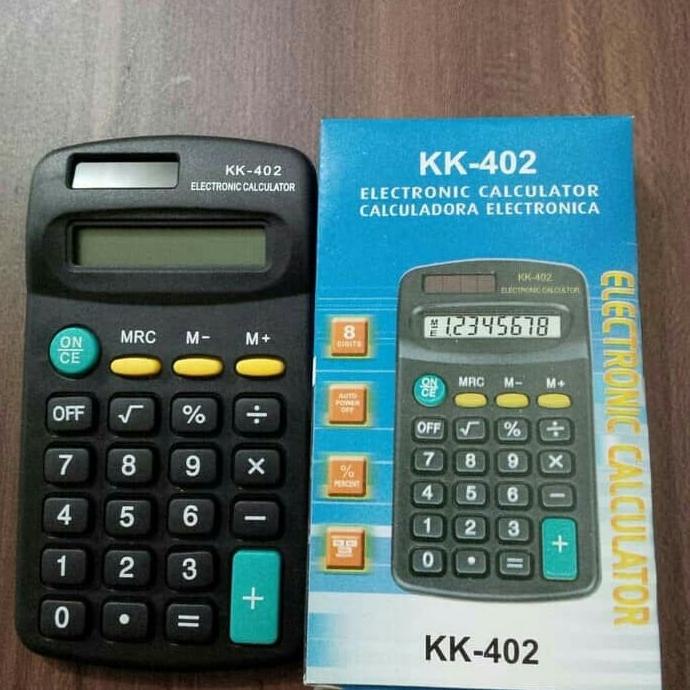 KK-402
ELECTRONIC CALCULATOR
ON
CE
MRC M- M+
OFF √ % ÷
7 8 9 ×
4 5 6 −
1 2 3
+
0 • =
KK-402
ELECTRONIC CALCULATOR
CALCULADORA ELECTRONICA
KK-402
ELECTRONIC CALCULTOR
12345678
8
DIGITS
AUTO
POWER
OFF
%
PERCENT
ON
CE
MRC M- M+
OFF √ % ÷
7 8 9 ×
4 5 6 −
1 2 3
+
0 • =
ELECTRONIC CALCULATOR
KK-402